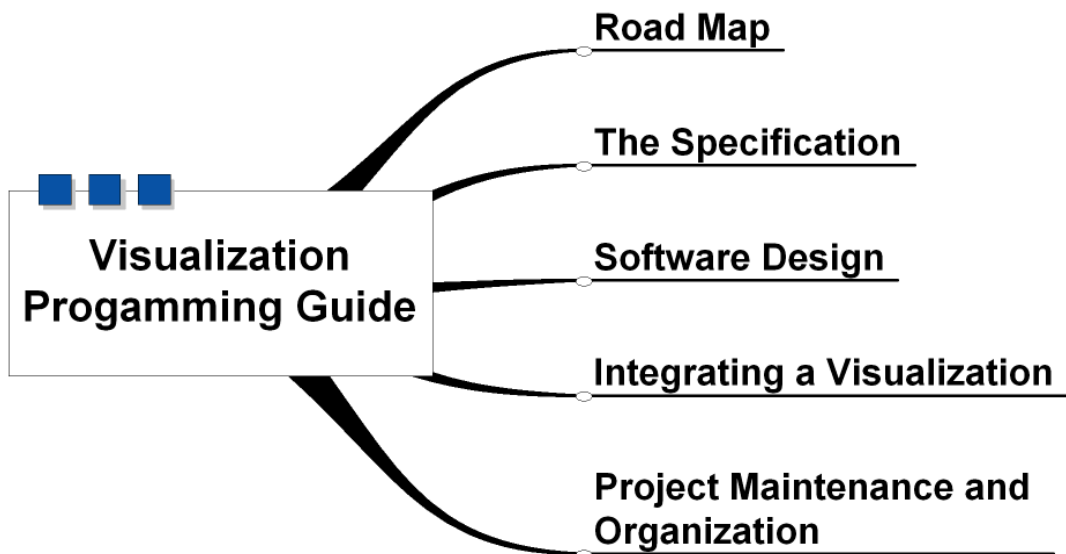 Road Map
The Specification
Visualization
Progamming Guide
Software Design
Integrating a Visualization
Project Maintenance and
Organization